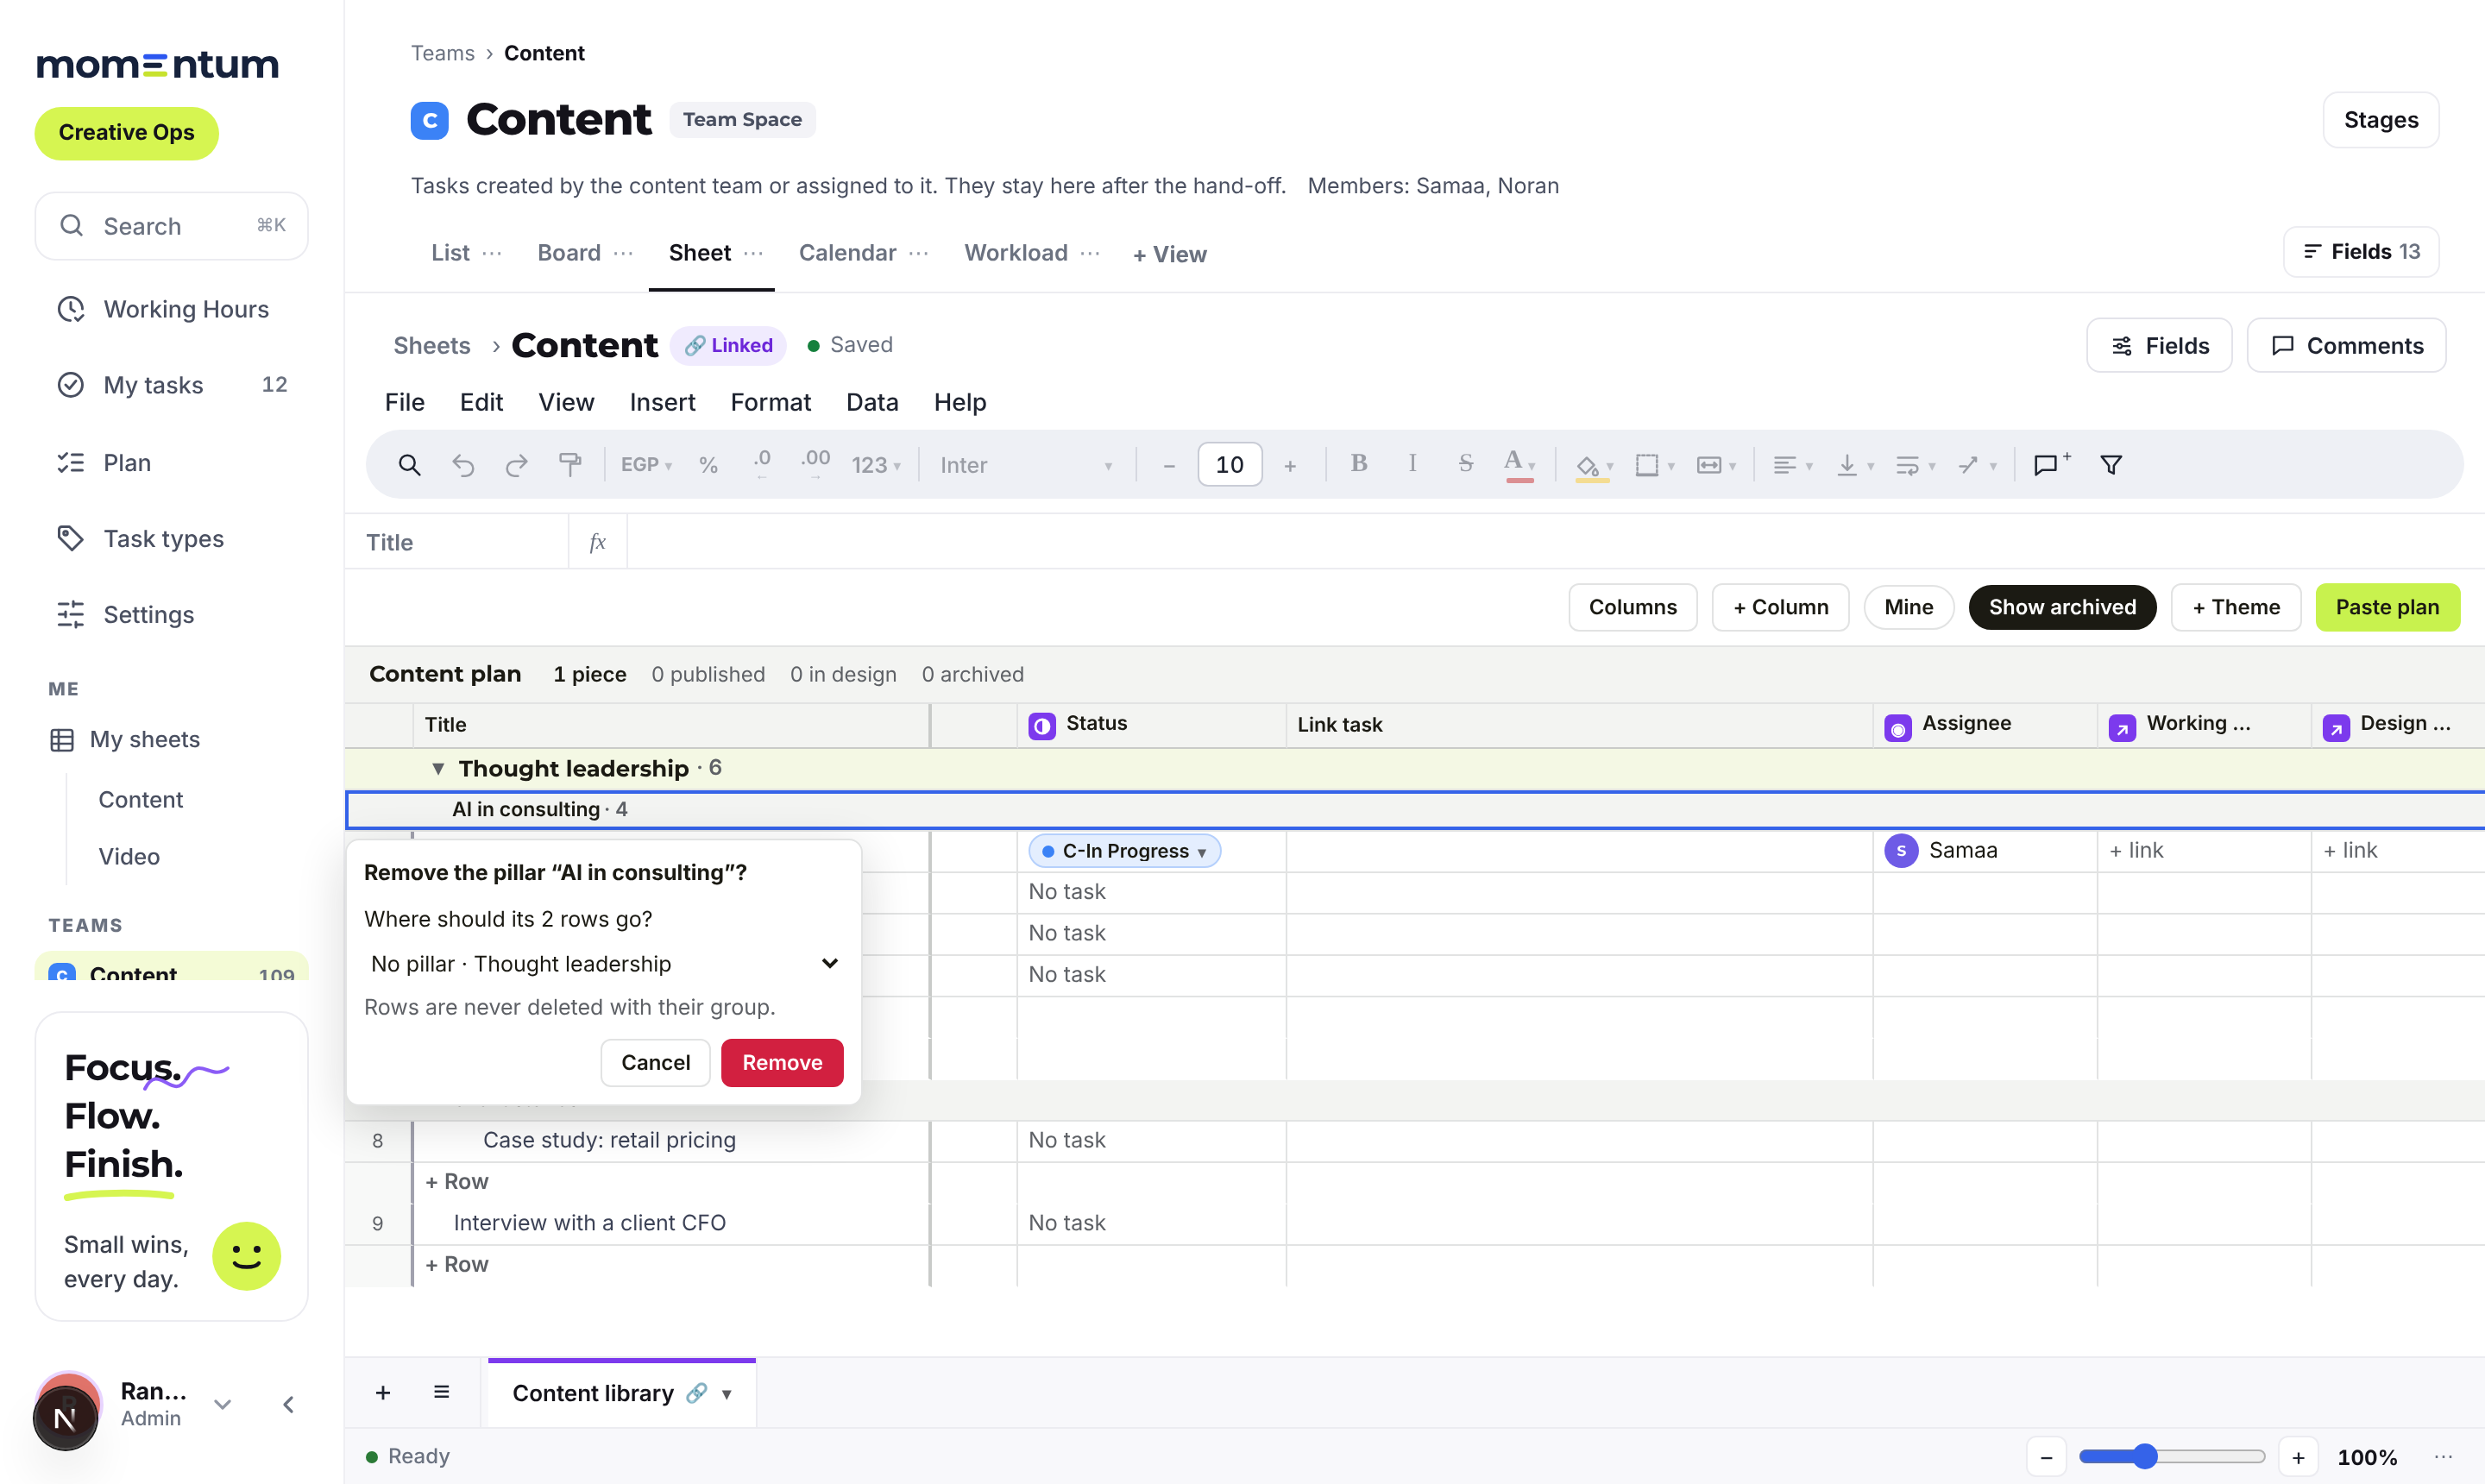 momentum
Creative Ops
Search ⌘K
Working Hours
My tasks 12
Plan
Task types
Settings
ME
My sheets
Content
Video
TEAMS
C Content 109
Focus.
Flow.
Finish.
Small wins,
every day.
N Ran...
Admin
Teams › Content
C Content Team Space
Stages
Tasks created by the content team or assigned to it. They stay here after the hand-off. Members: Samaa, Noran
List ··· Board ··· Sheet ··· Calendar ··· Workload ··· + View
Fields 13
Sheets › Content Linked Saved
Fields Comments
File Edit View Insert Format Data Help
EGP % .0 .00 123 Inter − 10 + B I S A
Title fx
Columns + Column Mine Show archived + Theme Paste plan
Content plan 1 piece 0 published 0 in design 0 archived
Title Status Link task Assignee Working ... Design ...
Thought leadership · 6
AI in consulting · 4
C-In Progress S Samaa + link + link
No task
No task
No task
Remove the pillar “AI in consulting”?
Where should its 2 rows go?
No pillar · Thought leadership
Rows are never deleted with their group.
Cancel Remove
8 Case study: retail pricing No task
+ Row
9 Interview with a client CFO No task
+ Row
+ Content library
Ready
− + 100% ···